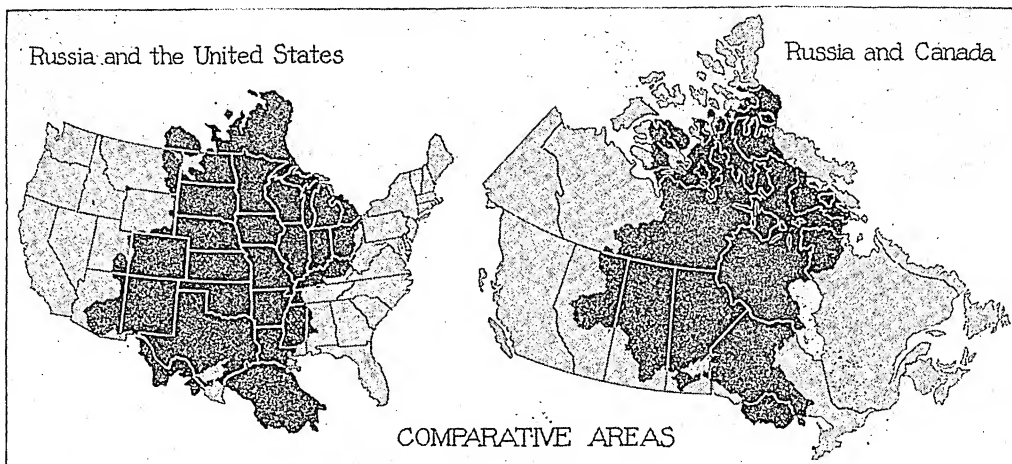 Russia and the United States
Russia and Canada
COMPARATIVE AREAS